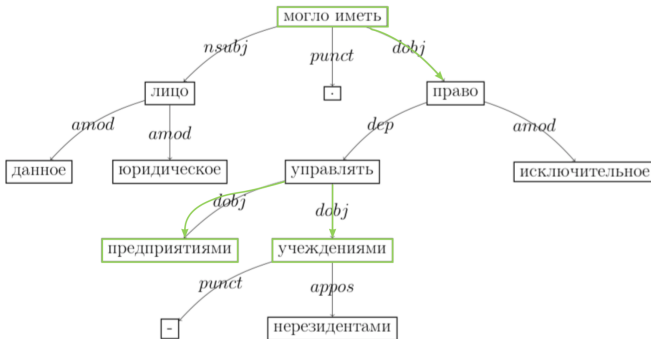 могло иметь
nsubj punct dobj
лицо . право
amod amod dep amod
данное юридическое управлять исключительное
dobj dobj
предприятиями учеждениями
punct appos
- нерезидентами